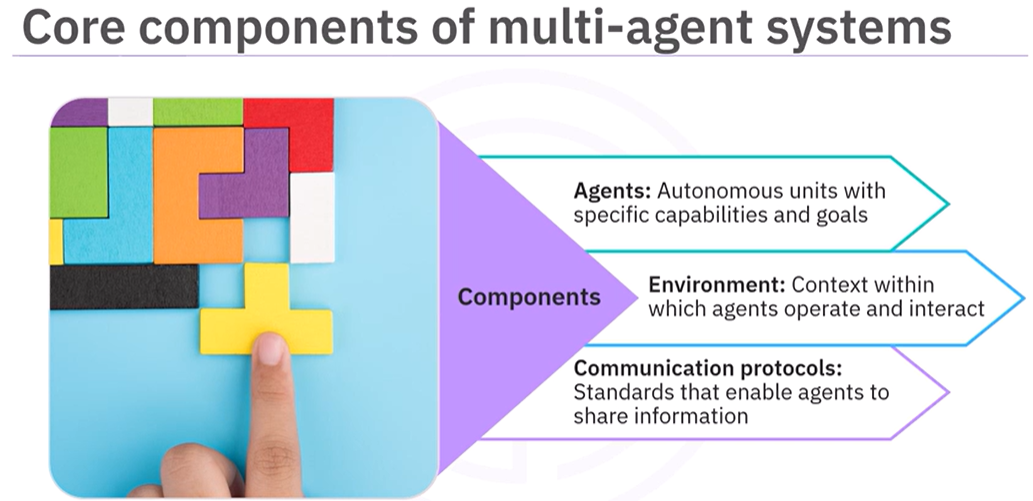 Core components of multi-agent systems
Components
Agents: Autonomous units with
specific capabilities and goals
Environment: Context within
which agents operate and interact
Communication protocols:
Standards that enable agents to
share information